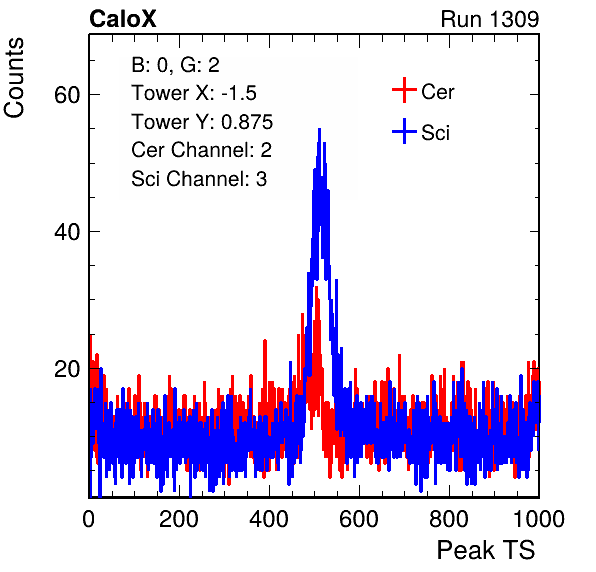 CaloX Run 1309
Counts
B: 0, G: 2
Tower X: -1.5
Tower Y: 0.875
Cer Channel: 2
Sci Channel: 3
Cer
Sci
60
40
20
0 200 400 600 800 1000
Peak TS